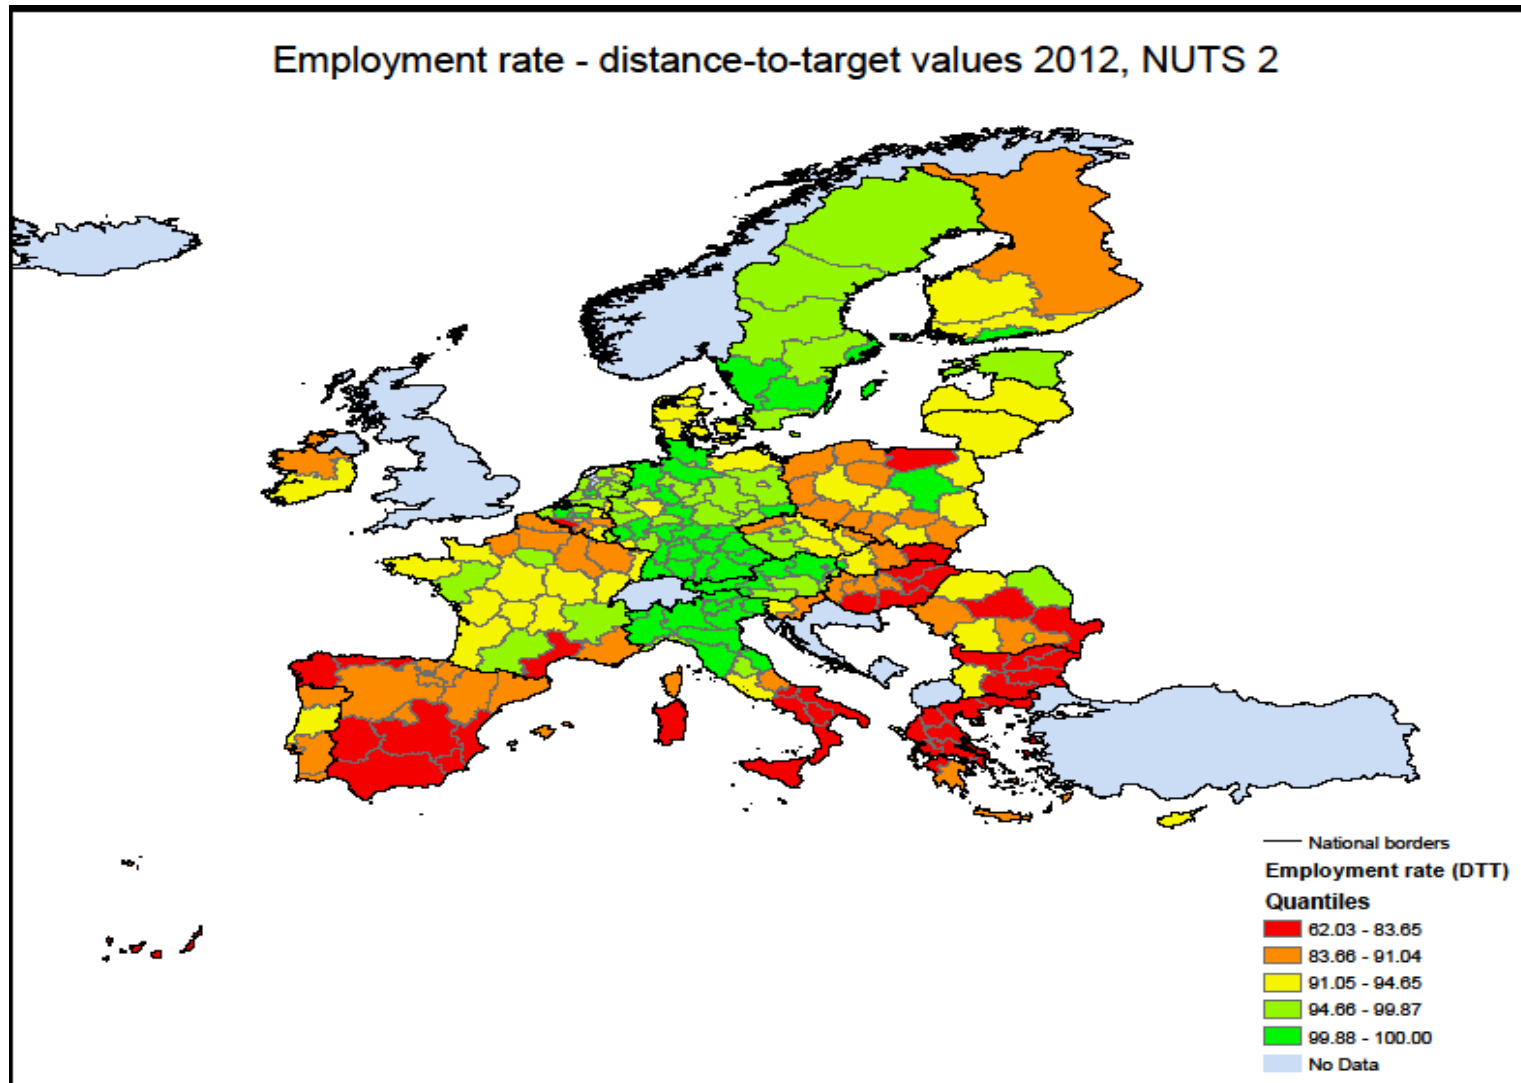 Employment rate - distance-to-target values 2012, NUTS 2
National borders
Employment rate (DTT)
Quantiles
62.03 - 83.65
83.66 - 91.04
91.05 - 94.65
94.66 - 99.87
99.88 - 100.00
No Data